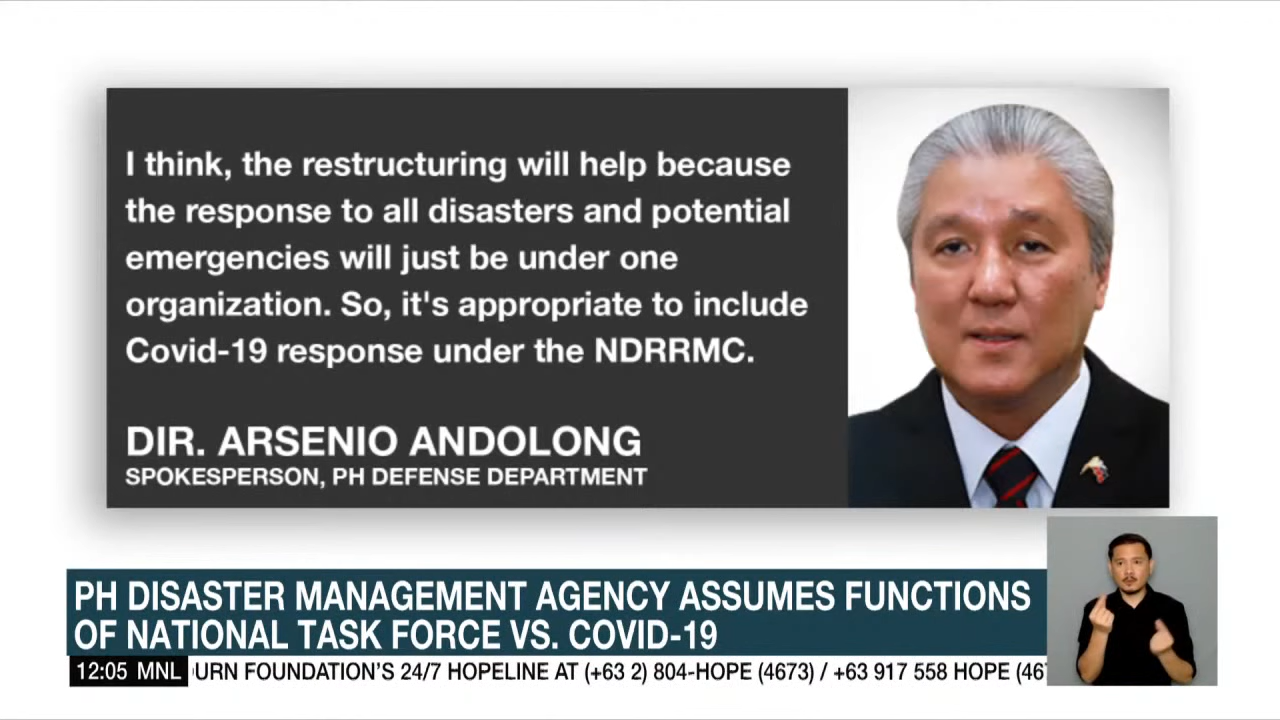 I think, the restructuring will help because
the response to all disasters and potential
emergencies will just be under one
organization. So, it's appropriate to include
Covid-19 response under the NDRRMC.
DIR. ARSENIO ANDOLONG
SPOKESPERSON, PH DEFENSE DEPARTMENT
PH DISASTER MANAGEMENT AGENCY ASSUMES FUNCTIONS
OF NATIONAL TASK FORCE VS. COVID-19
12:05 MNL URN FOUNDATION'S 24/7 HOPELINE AT (+63 2) 804-HOPE (4673) / +63 917 558 HOPE (46